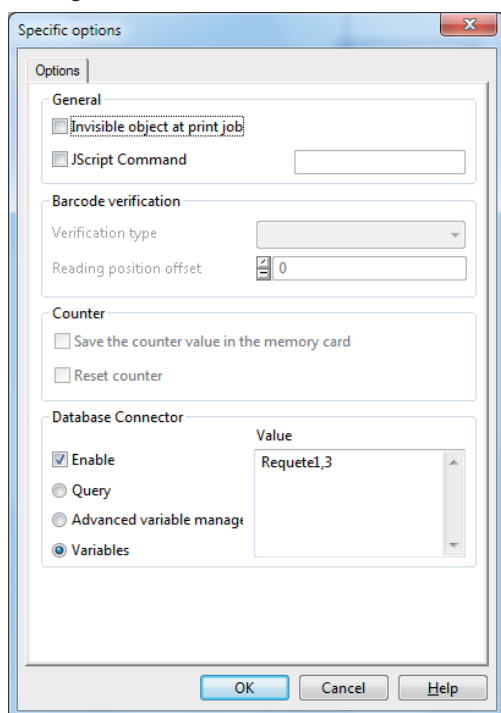 Specific options
Options
General
Invisible object at print job
JScript Command
Barcode verification
Verification type
Reading position offset 0
Counter
Save the counter value in the memory card
Reset counter
Database Connector
Value
Enable Requete1,3
Query
Advanced variable manage
Variables
OK Cancel Help